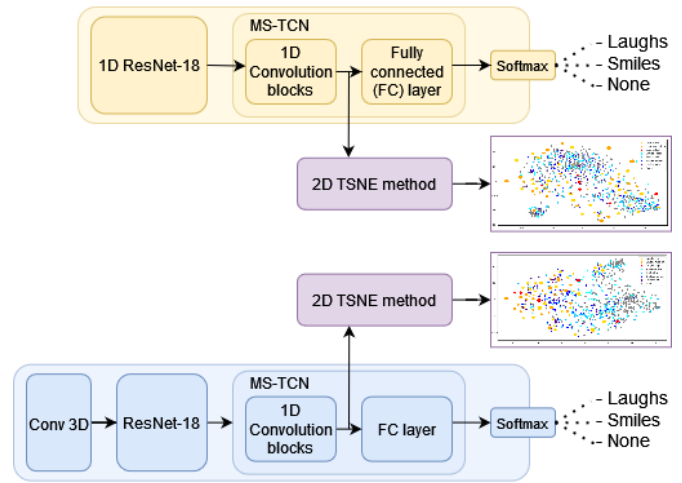 MS-TCN
1D ResNet-18
1D
Convolution
blocks
Fully
connected
(FC) layer
Softmax
- Laughs
- Smiles
- None
2D TSNE method
2D TSNE method
MS-TCN
Conv 3D
ResNet-18
1D
Convolution
blocks
FC layer
Softmax
- Laughs
- Smiles
- None